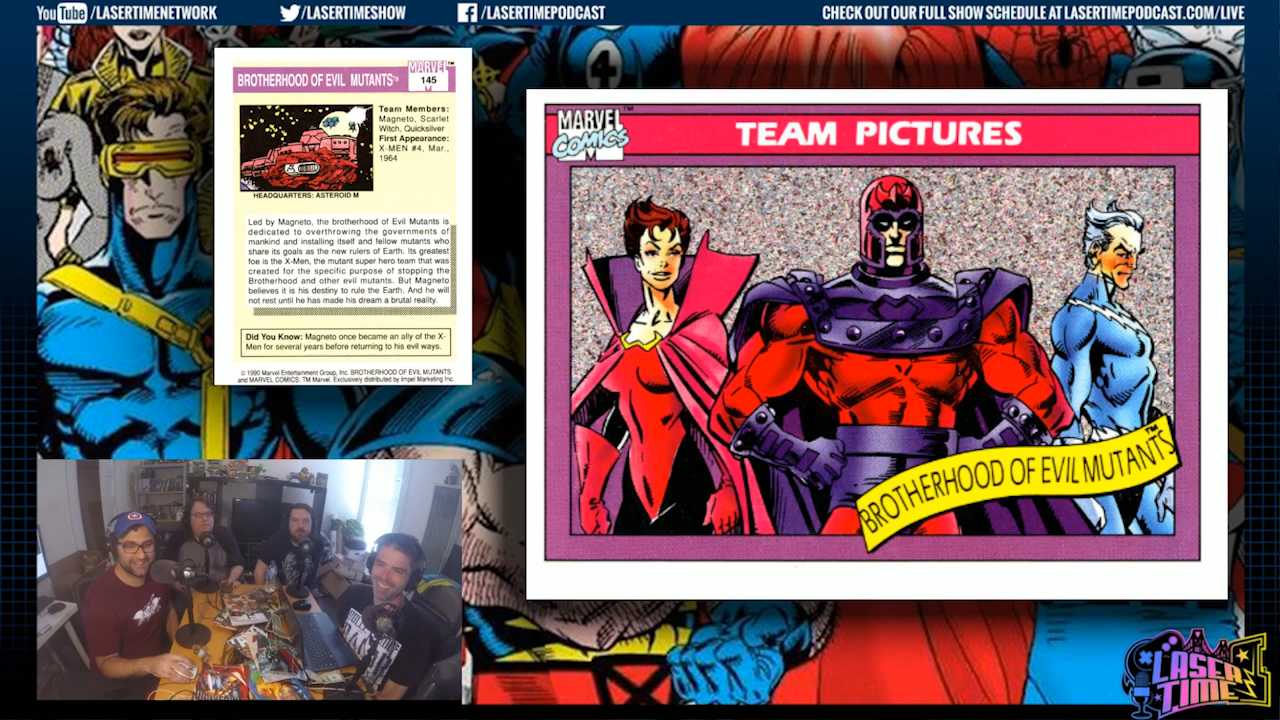 You Tube /LASERTIMENETWORK
/LASERTIMESHOW
/LASERTIMEPODCAST
CHECK OUT OUR FULL SHOW SCHEDULE AT LASERTIMEPODCAST.COM/LIVE
4
BROTHERHOOD OF EVIL MUTANTS™
MARVEL™
145
Team Members:
Magneto, Scarlet
Witch, Quicksilver
First Appearance:
X-MEN #4, Mar.,
1964
HEADQUARTERS: ASTEROID M
Led by Magneto, the brotherhood of Evil Mutants is
dedicated to overthrowing the governments of
mankind and installing itself and fellow mutants who
share its goals as the new rulers of Earth. Its greatest
foe is the X-Men, the mutant super hero team that was
created for the specific purpose of stopping the
Brotherhood and other evil mutants. But Magneto
believes it is his destiny to rule the Earth. And he will
not rest until he has made his dream a brutal reality.
Did You Know: Magneto once became an ally of the X-
Men for several years before returning to his evil ways.
© 1990 Marvel Entertainment Group, Inc. BROTHERHOOD OF EVIL MUTANTS
and MARVEL COMICS: TM Marvel. Exclusively distributed by Impel Marketing Inc.
MARVEL™
COMICS
TEAM PICTURES
BROTHERHOOD OF EVIL MUTANTS™
LASER
TIME